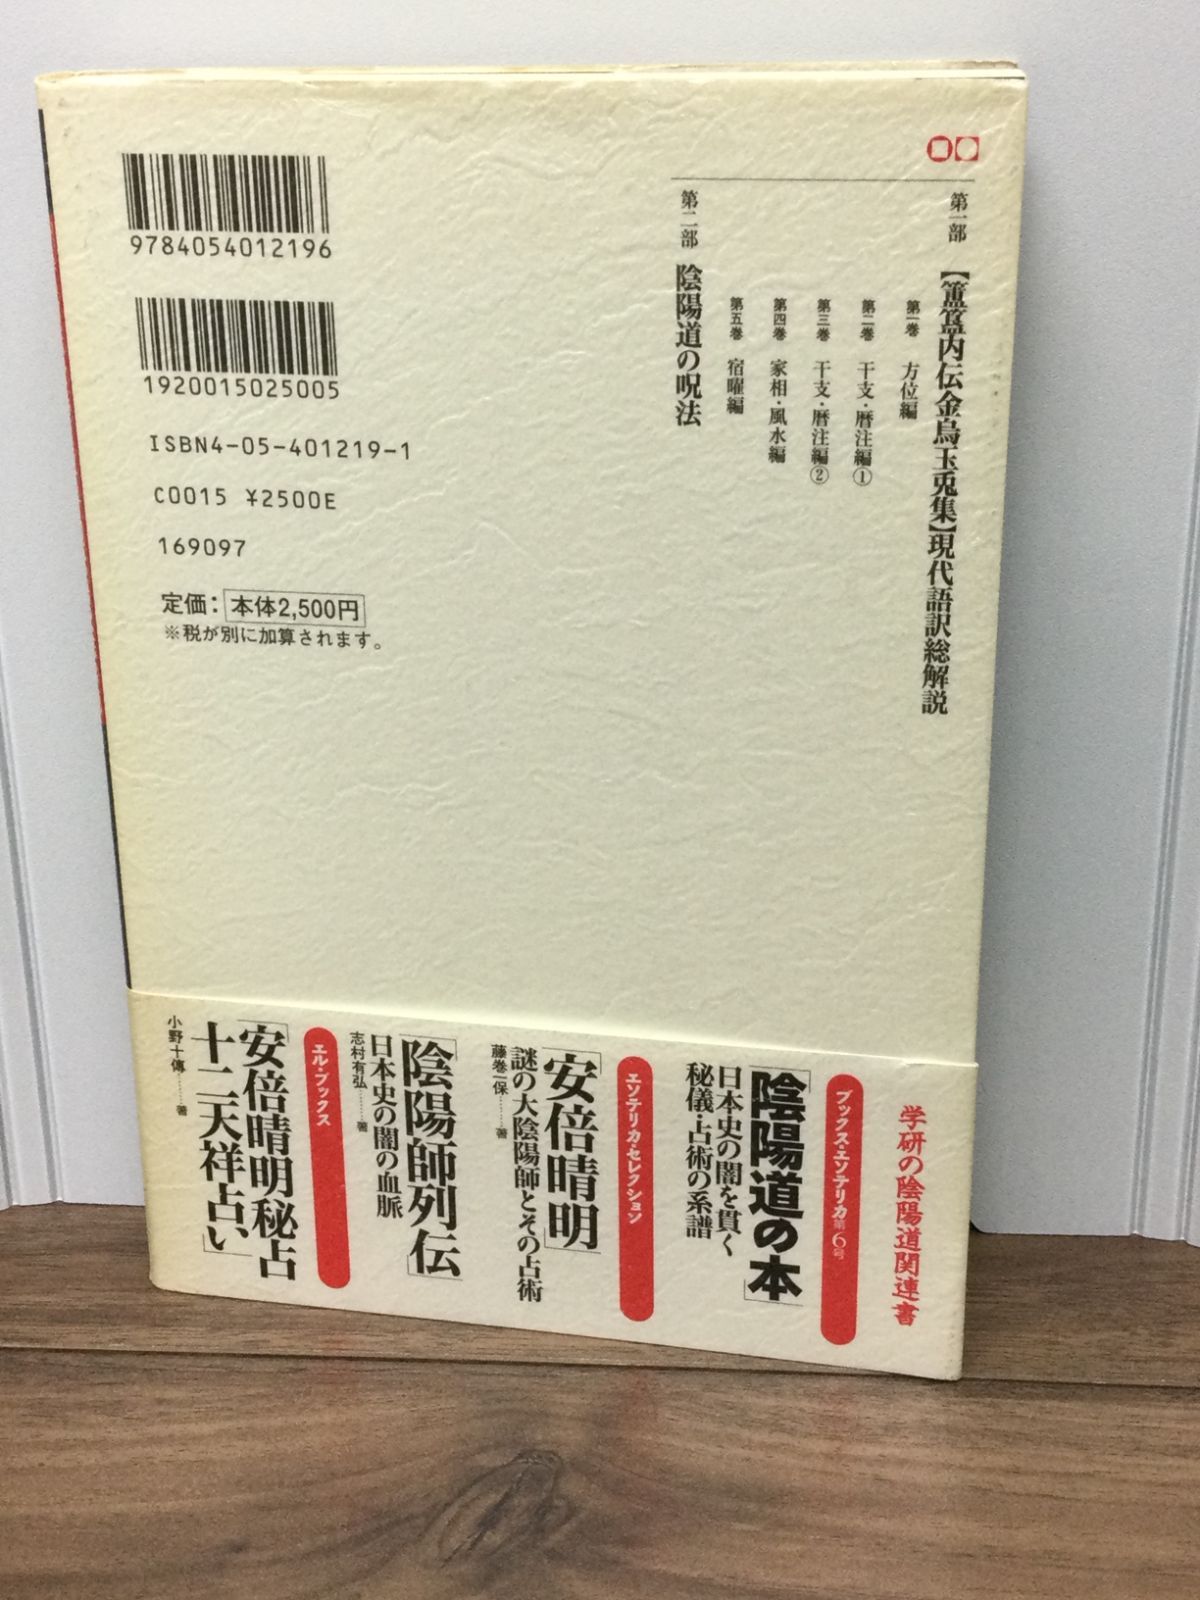 第一部 【簠簋内伝金烏玉兎集】現代語訳総解説
第一巻 方位編
第二巻 干支・暦注編①
第三巻 干支・暦注編②
第四巻 家相・風水編
第五巻 宿曜編
第二部 陰陽道の呪法
9784054012196
1920015025005
ISBN4-05-401219-1
C0015 ¥2500E
169097
定価：本体2,500円
※税が別に加算されます。
学研の陰陽道関連書
ブックス・エソテリカ第6号
「陰陽道の本」
日本史の闇を貫く
秘儀・占術の系譜
エソテリカ・セレクション
「安倍晴明」
謎の大陰陽師とその占術
藤巻一保……著
「陰陽師列伝」
日本史の闇の血脈
志村有弘……著
エル・ブックス
「安倍晴明秘占
十二天祥占い」
小野十傳……著